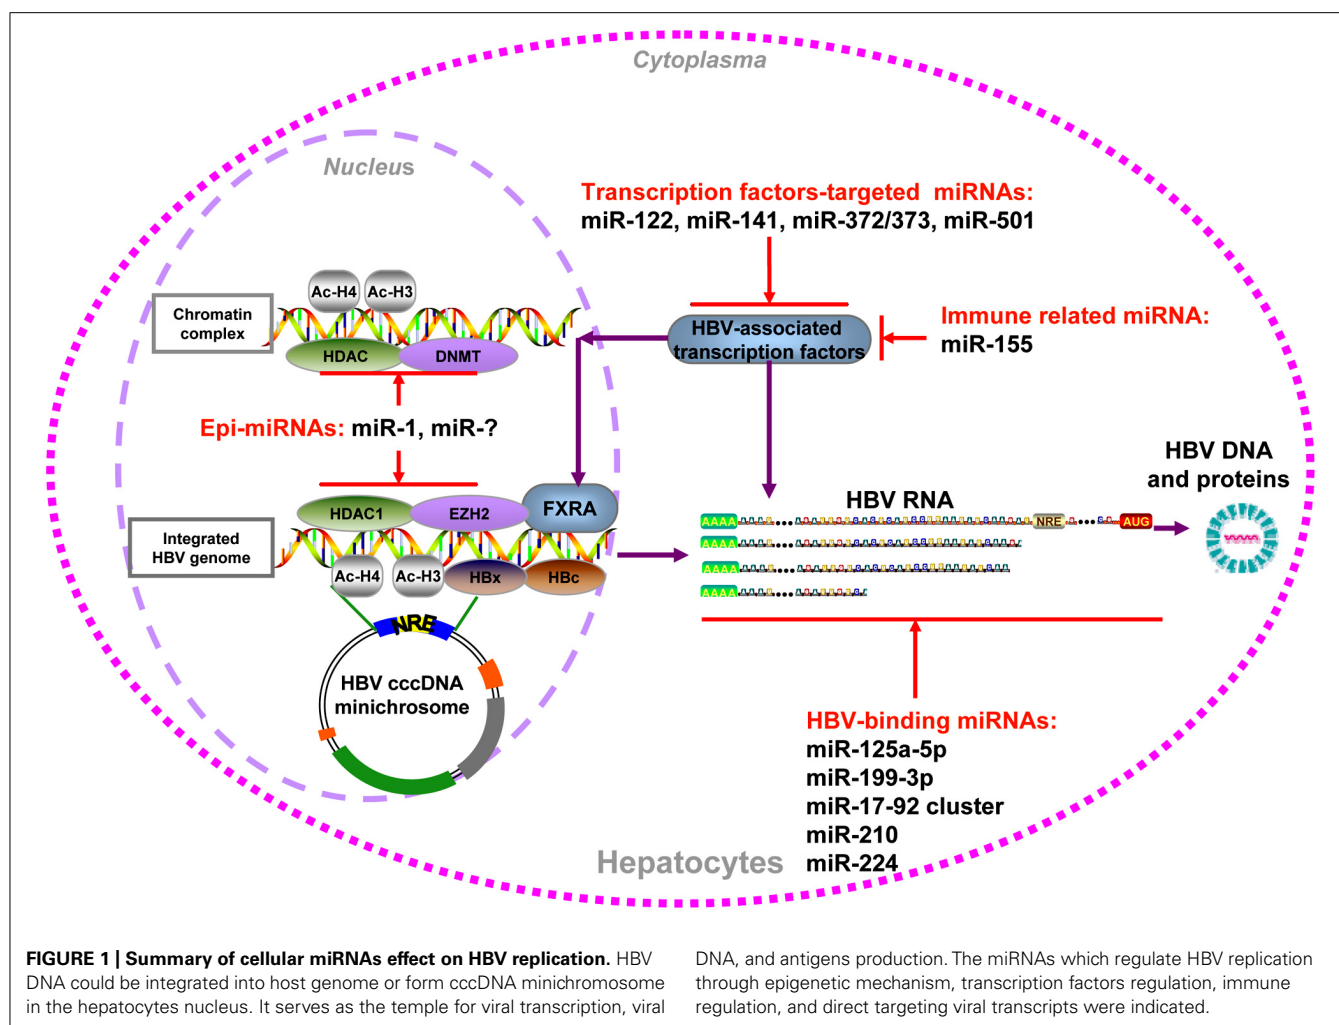 Cytoplasma
Nucleus
Transcription factors-targeted miRNAs:
miR-122, miR-141, miR-372/373, miR-501
Ac-H4
Ac-H3
Chromatin
complex
HDAC
DNMT
HBV-associated
transcription factors
Immune related miRNA:
miR-155
Epi-miRNAs: miR-1, miR-?
HDAC1
EZH2
FXRA
Integrated
HBV genome
Ac-H4
Ac-H3
HBx
HBc
NRE
HBV cccDNA
minichrosome
HBV RNA
AAAA
NRE
AUG
AAAA
AAAA
AAAA
HBV DNA
and proteins
HBV-binding miRNAs:
miR-125a-5p
miR-199-3p
miR-17-92 cluster
miR-210
miR-224
Hepatocytes
FIGURE 1 | Summary of cellular miRNAs effect on HBV replication. HBV
DNA could be integrated into host genome or form cccDNA minichromosome
in the hepatocytes nucleus. It serves as the temple for viral transcription, viral
DNA, and antigens production. The miRNAs which regulate HBV replication
through epigenetic mechanism, transcription factors regulation, immune
regulation, and direct targeting viral transcripts were indicated.